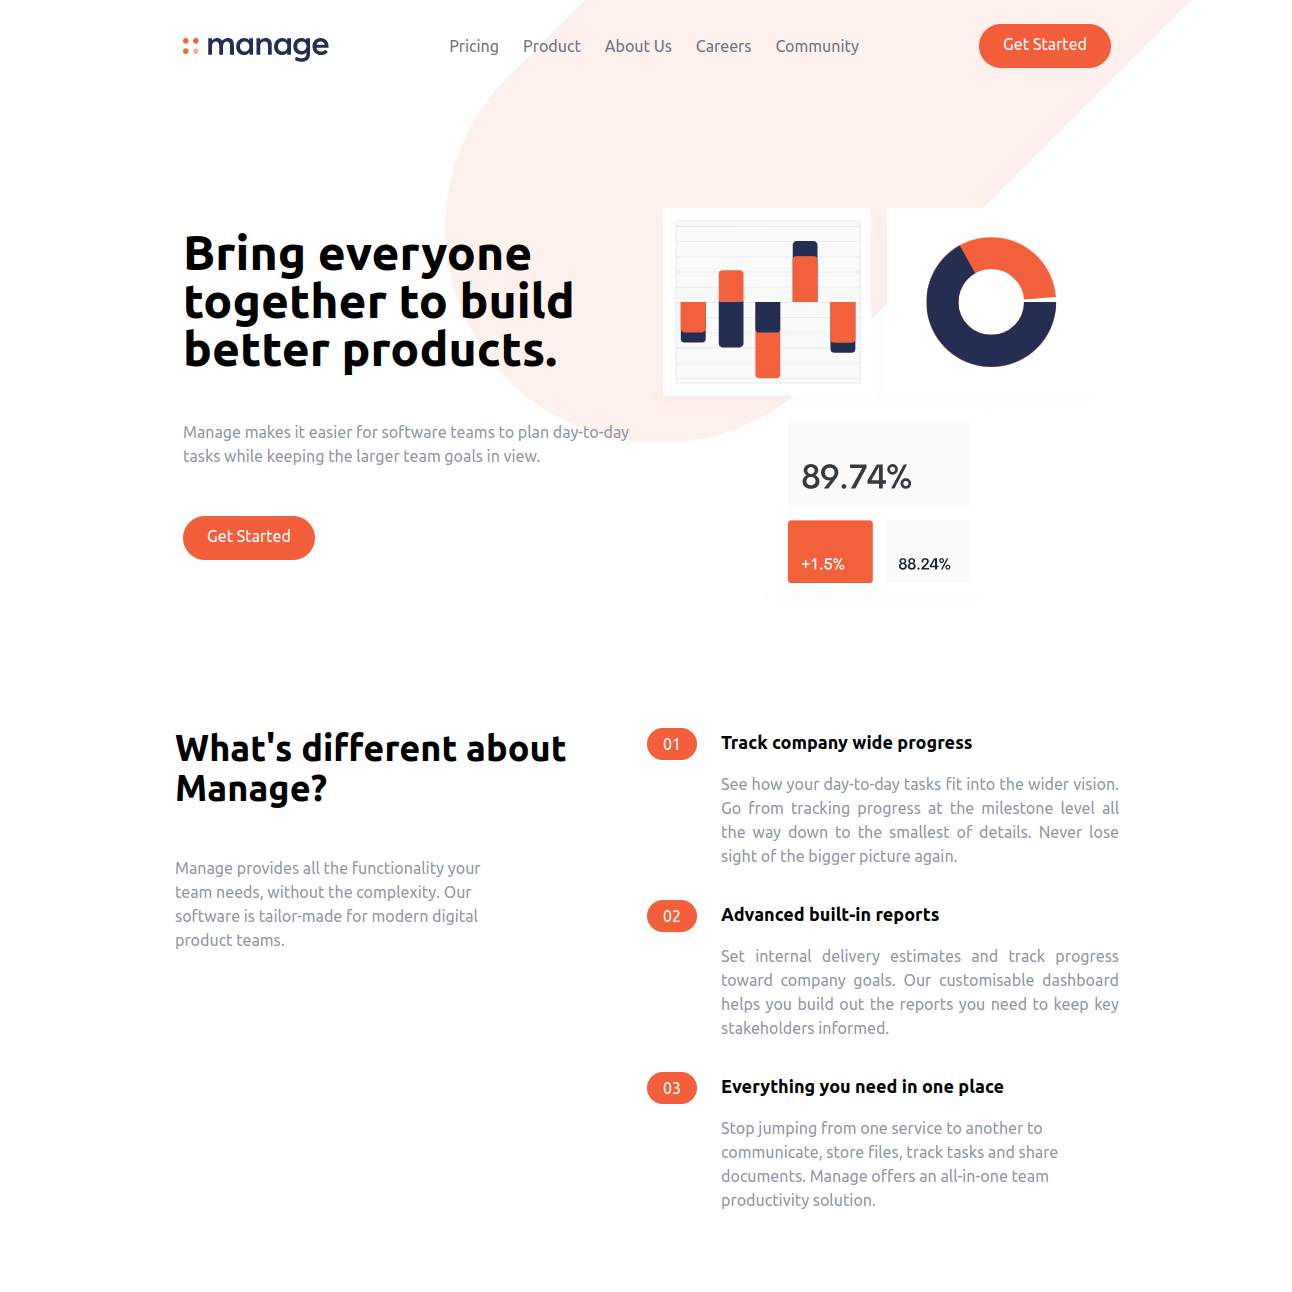 manage
Pricing Product About Us Careers Community
Get Started
Bring everyone
together to build
better products.
Manage makes it easier for software teams to plan day-to-day
tasks while keeping the larger team goals in view.
Get Started
89.74%
+1.5%
88.24%
What's different about
Manage?
Manage provides all the functionality your
team needs, without the complexity. Our
software is tailor-made for modern digital
product teams.
01
Track company wide progress
See how your day-to-day tasks fit into the wider vision.
Go from tracking progress at the milestone level all
the way down to the smallest of details. Never lose
sight of the bigger picture again.
02
Advanced built-in reports
Set internal delivery estimates and track progress
toward company goals. Our customisable dashboard
helps you build out the reports you need to keep key
stakeholders informed.
03
Everything you need in one place
Stop jumping from one service to another to
communicate, store files, track tasks and share
documents. Manage offers an all-in-one team
productivity solution.